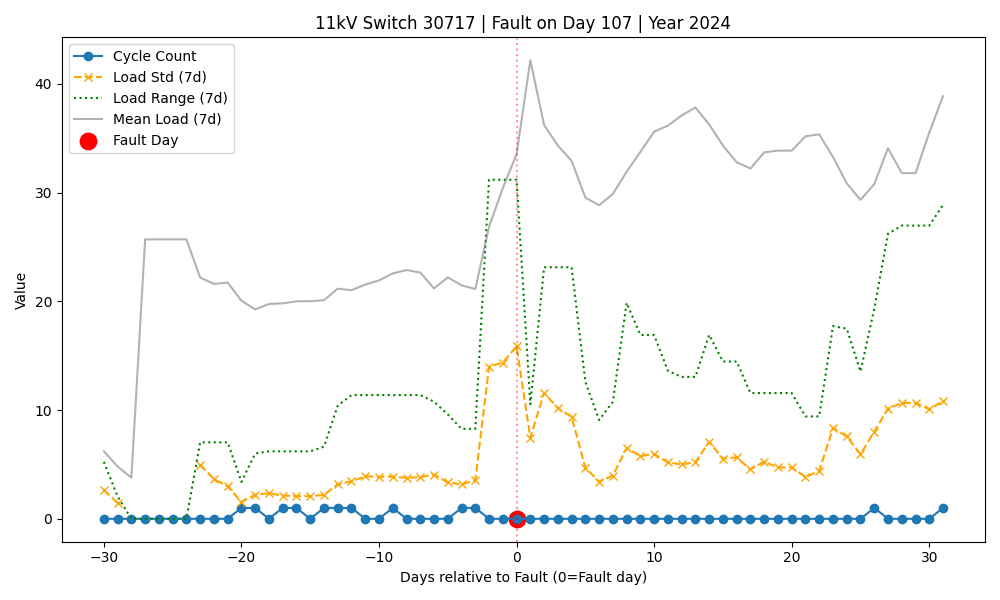 11kV Switch 30717 | Fault on Day 107 | Year 2024
Cycle Count
Load Std (7d)
Load Range (7d)
Mean Load (7d)
Fault Day
Value
40
30
20
10
0
−30
−20
−10
0
10
20
30
Days relative to Fault (0=Fault day)